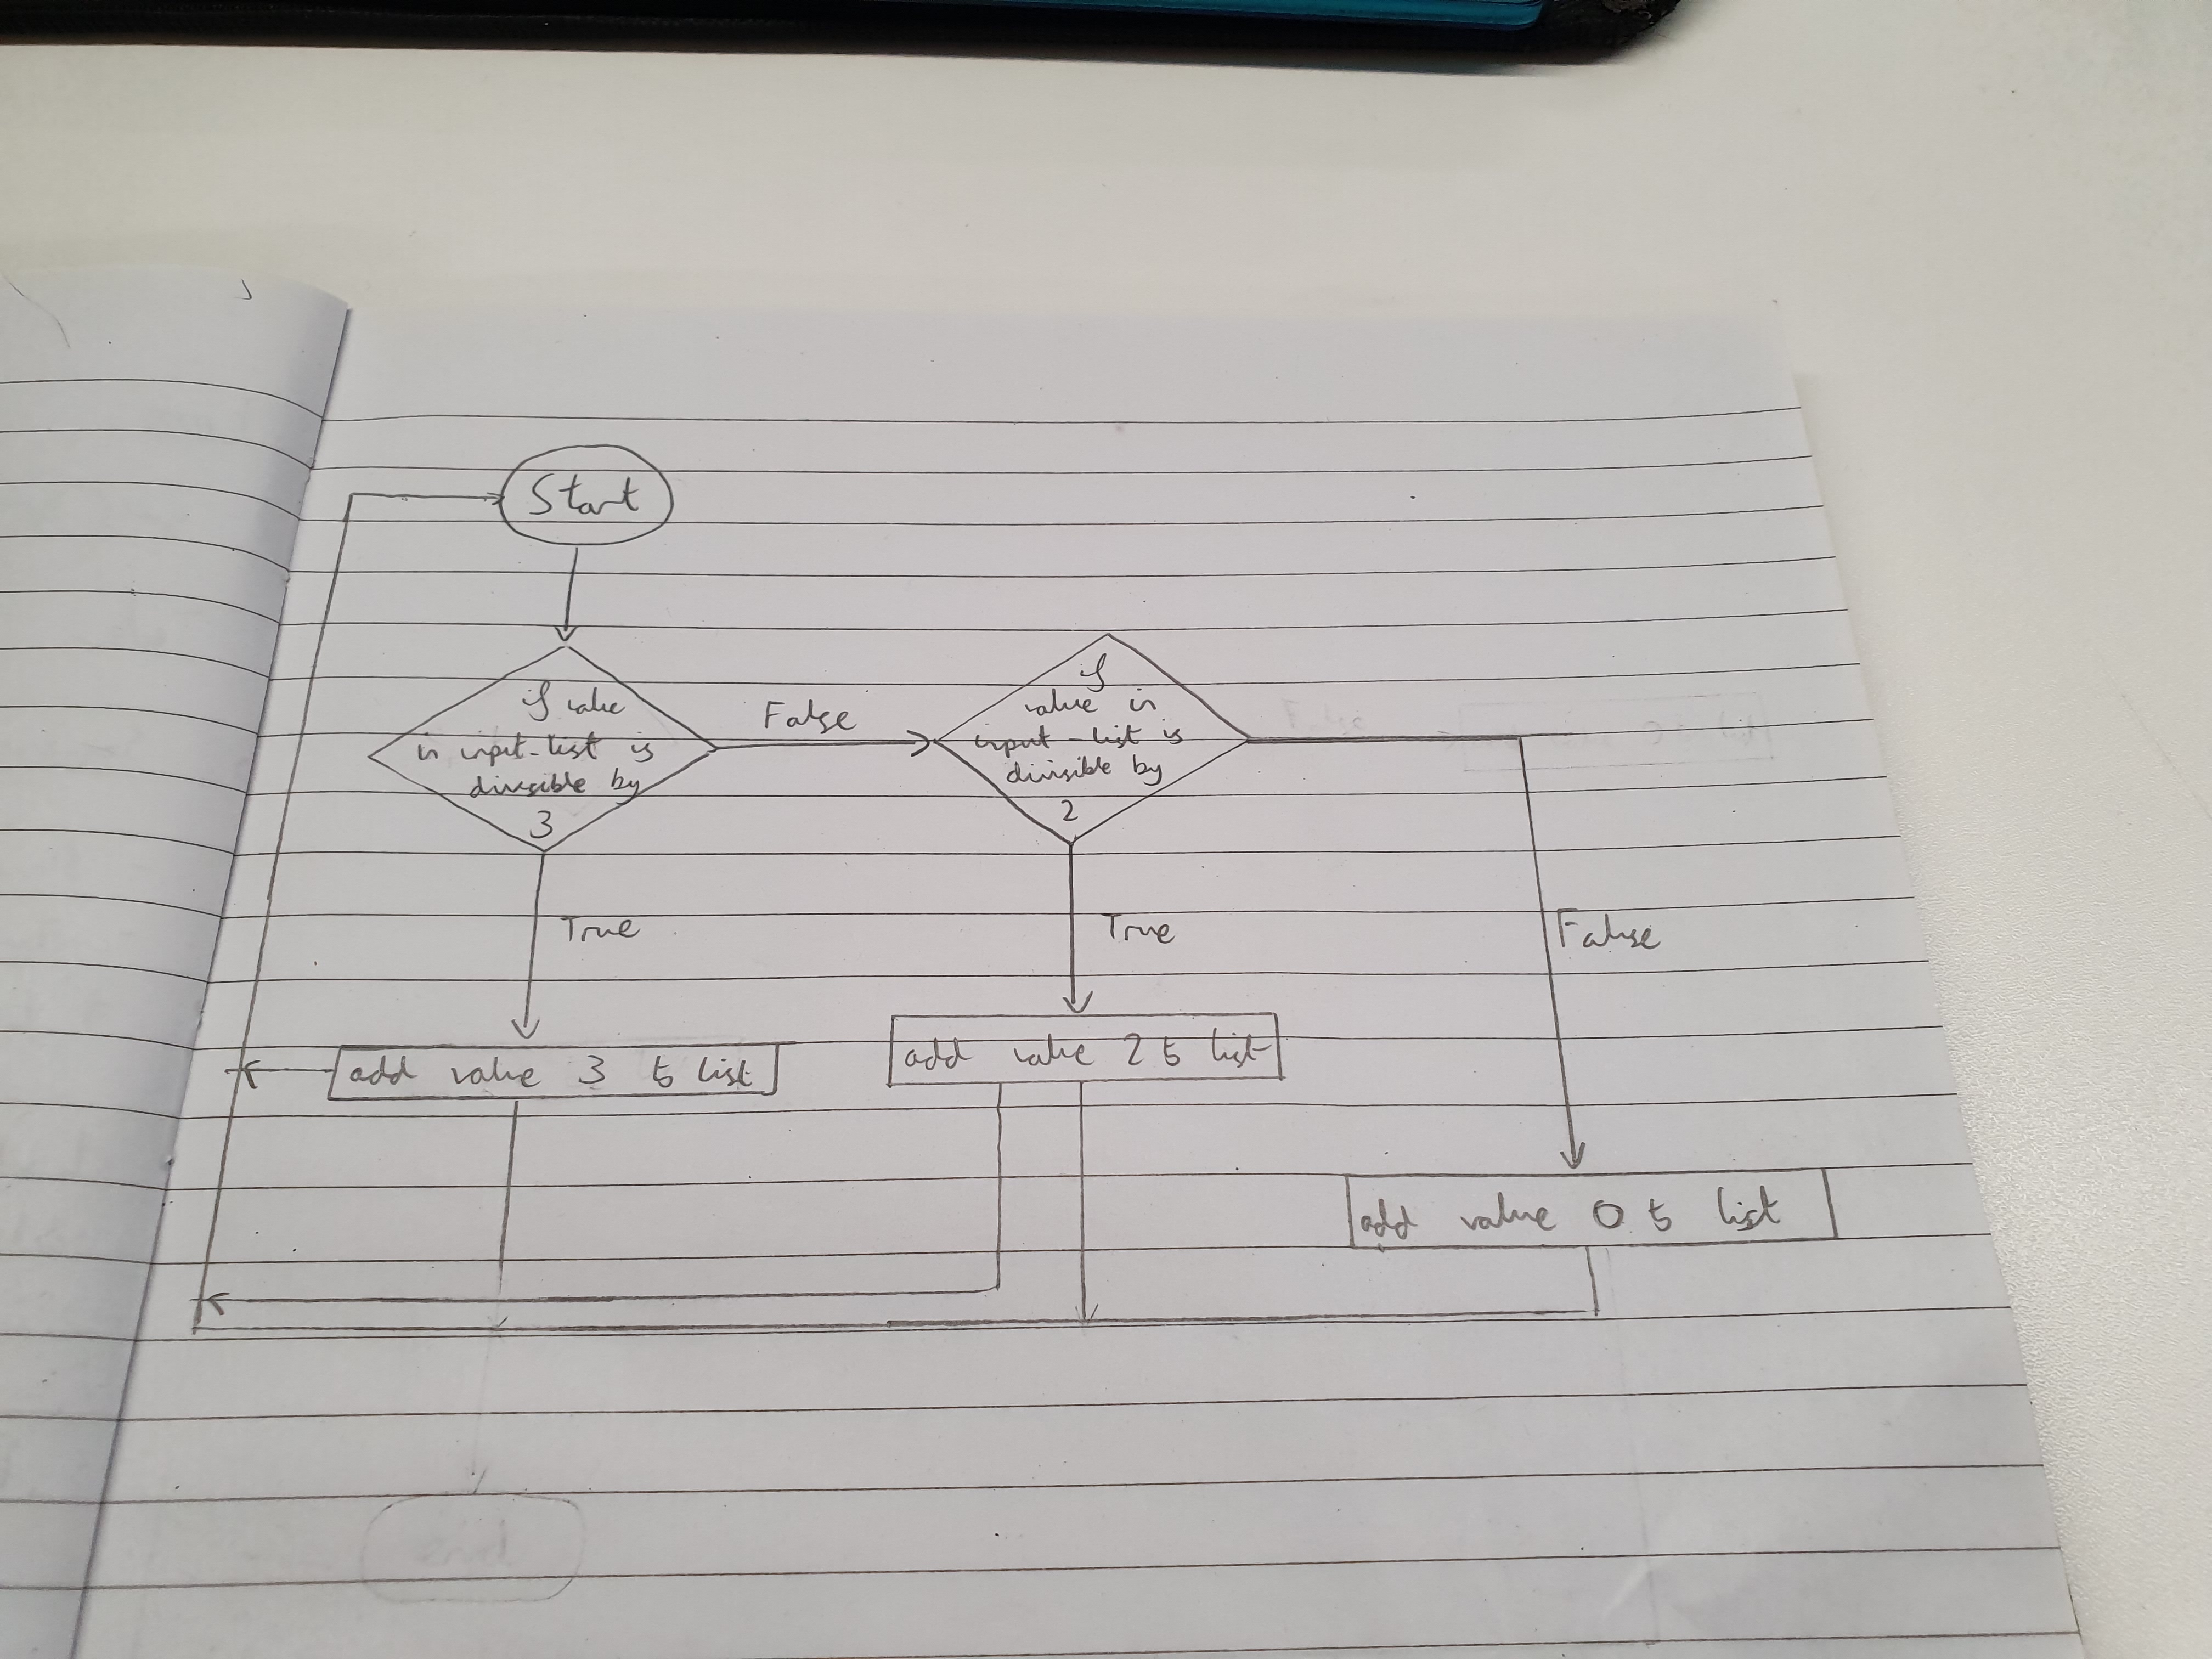 Start
if value
in input-list is
divisible by
3
False
if
value in
input-list is
divisible by
2
True
True
False
add value 3 to list
add value 2 to list
add value 0 to list
end